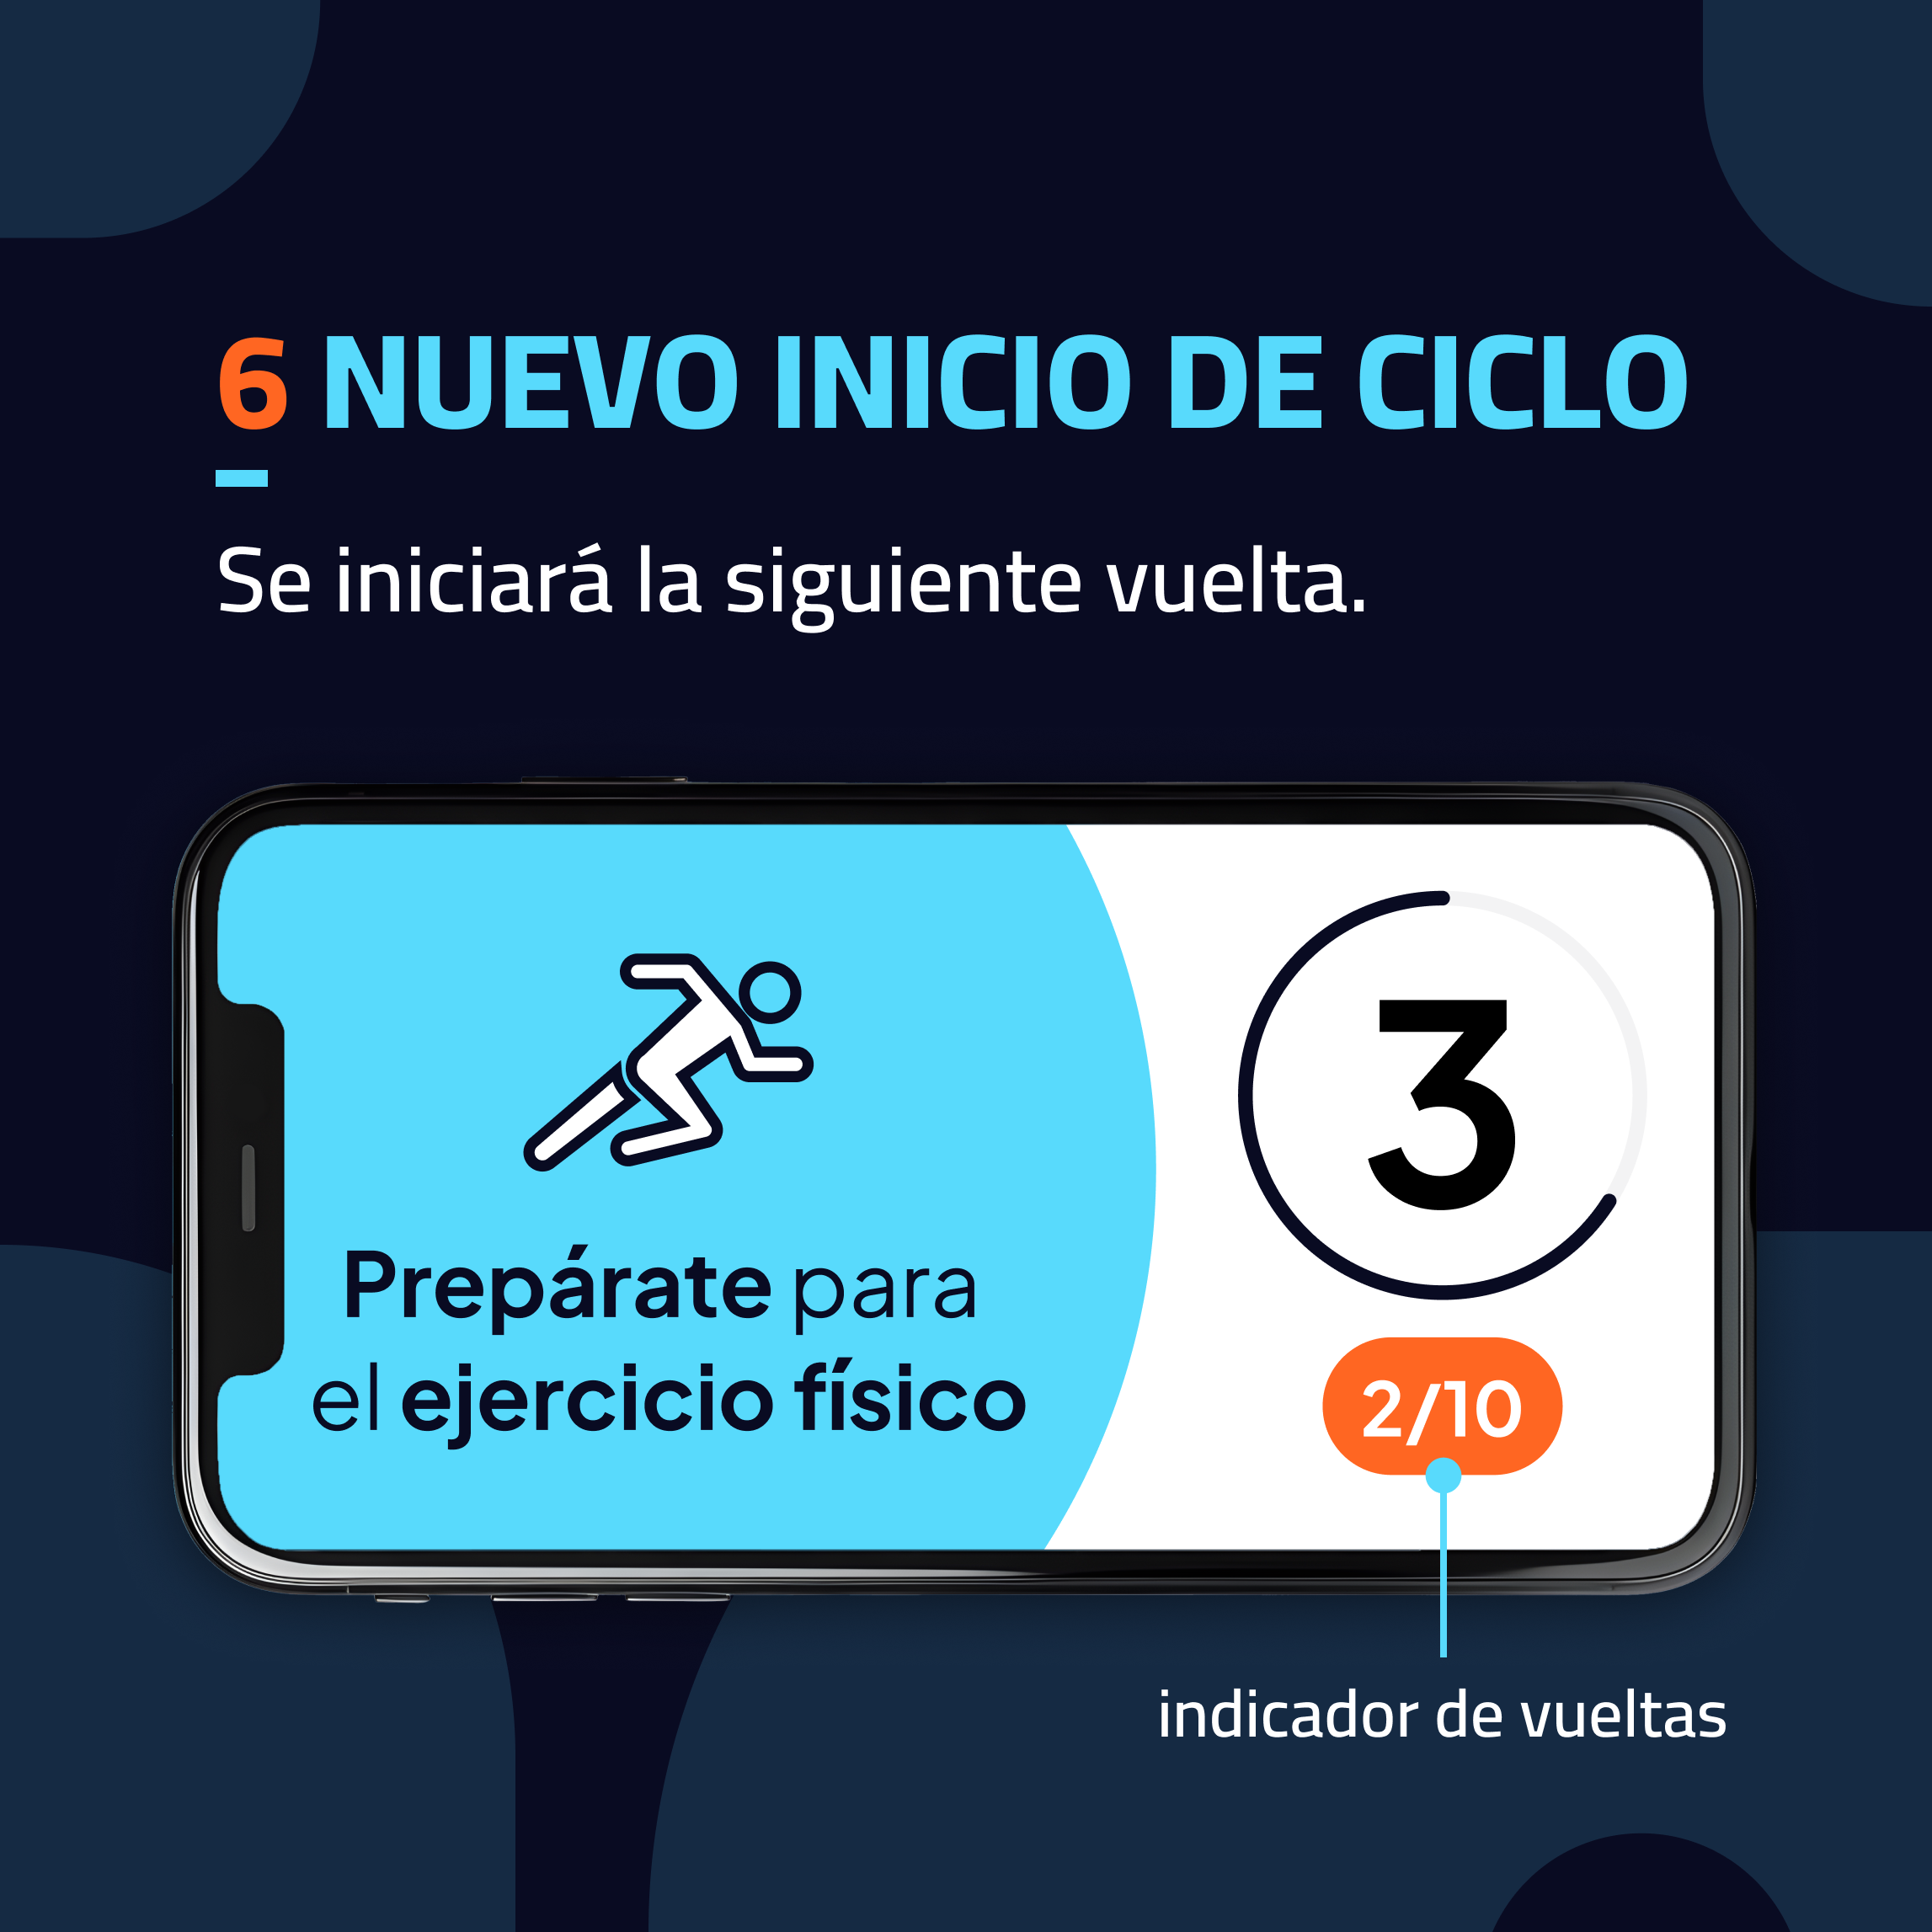 6 NUEVO INICIO DE CICLO
Se iniciará la siguiente vuelta.
Prepárate para
el ejercicio físico
3
2/10
indicador de vueltas